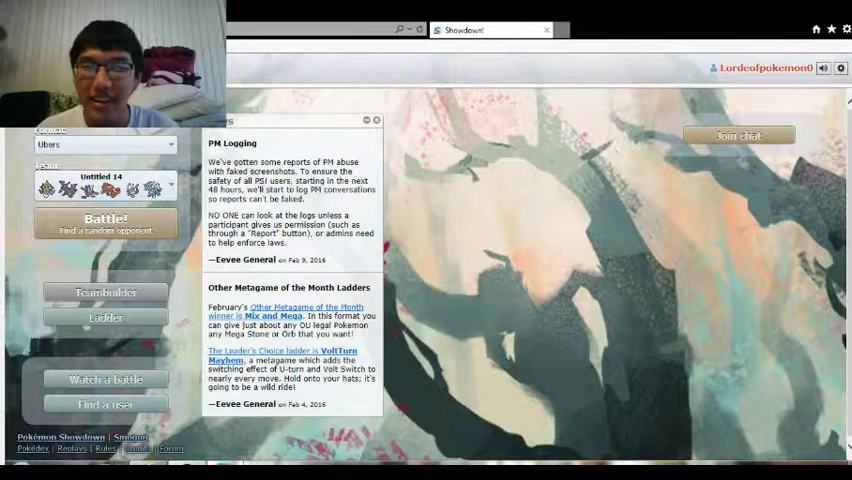 Showdown!
Lordeofpokemon0
Join chat
Format:
Ubers
Team:
Untitled 14
Battle!
Find a random opponent
Teambuilder
Ladder
Watch a battle
Find a user
Pokémon Showdown | Smogon
Pokédex | Replays | Rules | Credits | Forum
PM Logging
We've gotten some reports of PM abuse
with faked screenshots. To ensure the
safety of all PS! users, starting in the next
48 hours, we'll start to log PM conversations
so reports can't be faked.
NO ONE can look at the logs unless a
participant gives us permission (such as
through a "Report" button), or admins need
to help enforce laws.
—Eevee General on Feb 9, 2016
Other Metagame of the Month Ladders
February's Other Metagame of the Month
winner is Mix and Mega. In this format you
can give just about any OU legal Pokemon
any Mega Stone or Orb that you want!
The Leader's Choice ladder is VoltTurn
Mayhem, a metagame which adds the
switching effect of U-turn and Volt Switch to
nearly every move. Hold onto your hats; it's
going to be a wild ride!
—Eevee General on Feb 4, 2016